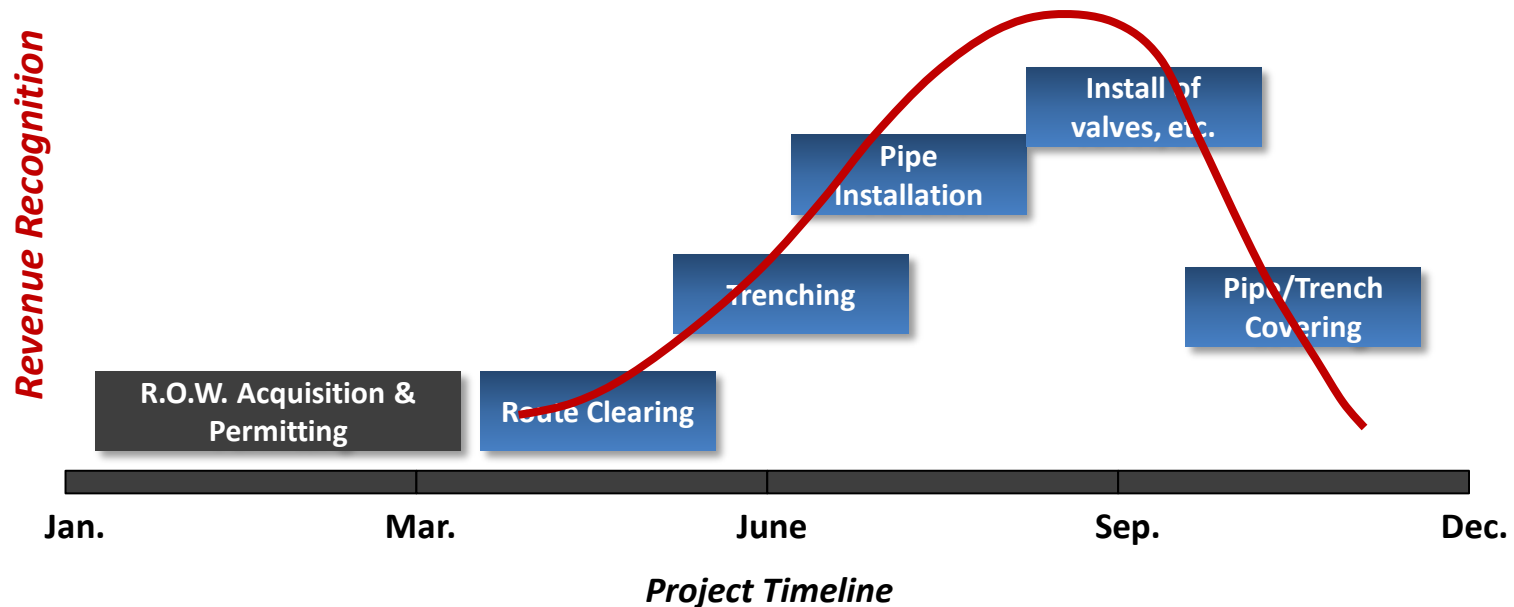 Revenue Recognition
Install of
valves, etc.
Pipe
Installation
Trenching
Pipe/Trench
Covering
R.O.W. Acquisition &
Permitting
Route Clearing
Jan.
Mar.
June
Sep.
Dec.
Project Timeline